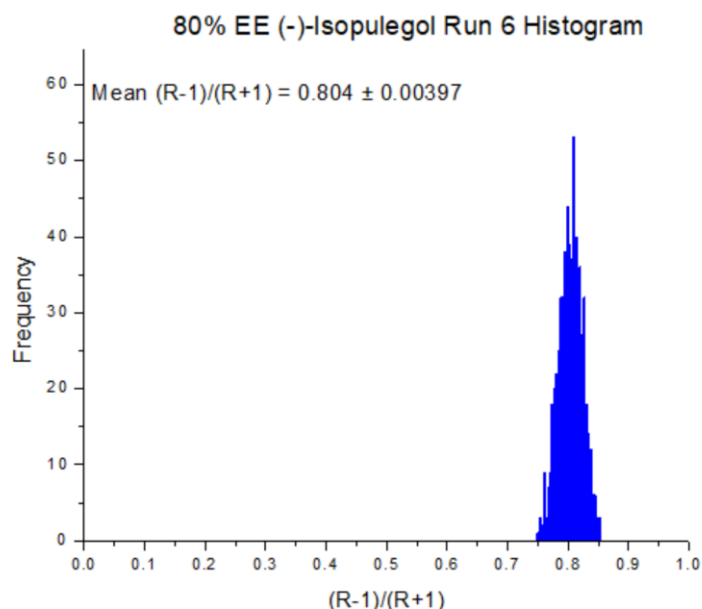 80% EE (-)-Isopulegol Run 6 Histogram
Mean (R-1)/(R+1) = 0.804 ± 0.00397
60
50
40
30
20
10
0
Frequency
0.0 0.1 0.2 0.3 0.4 0.5 0.6 0.7 0.8 0.9 1.0
(R-1)/(R+1)